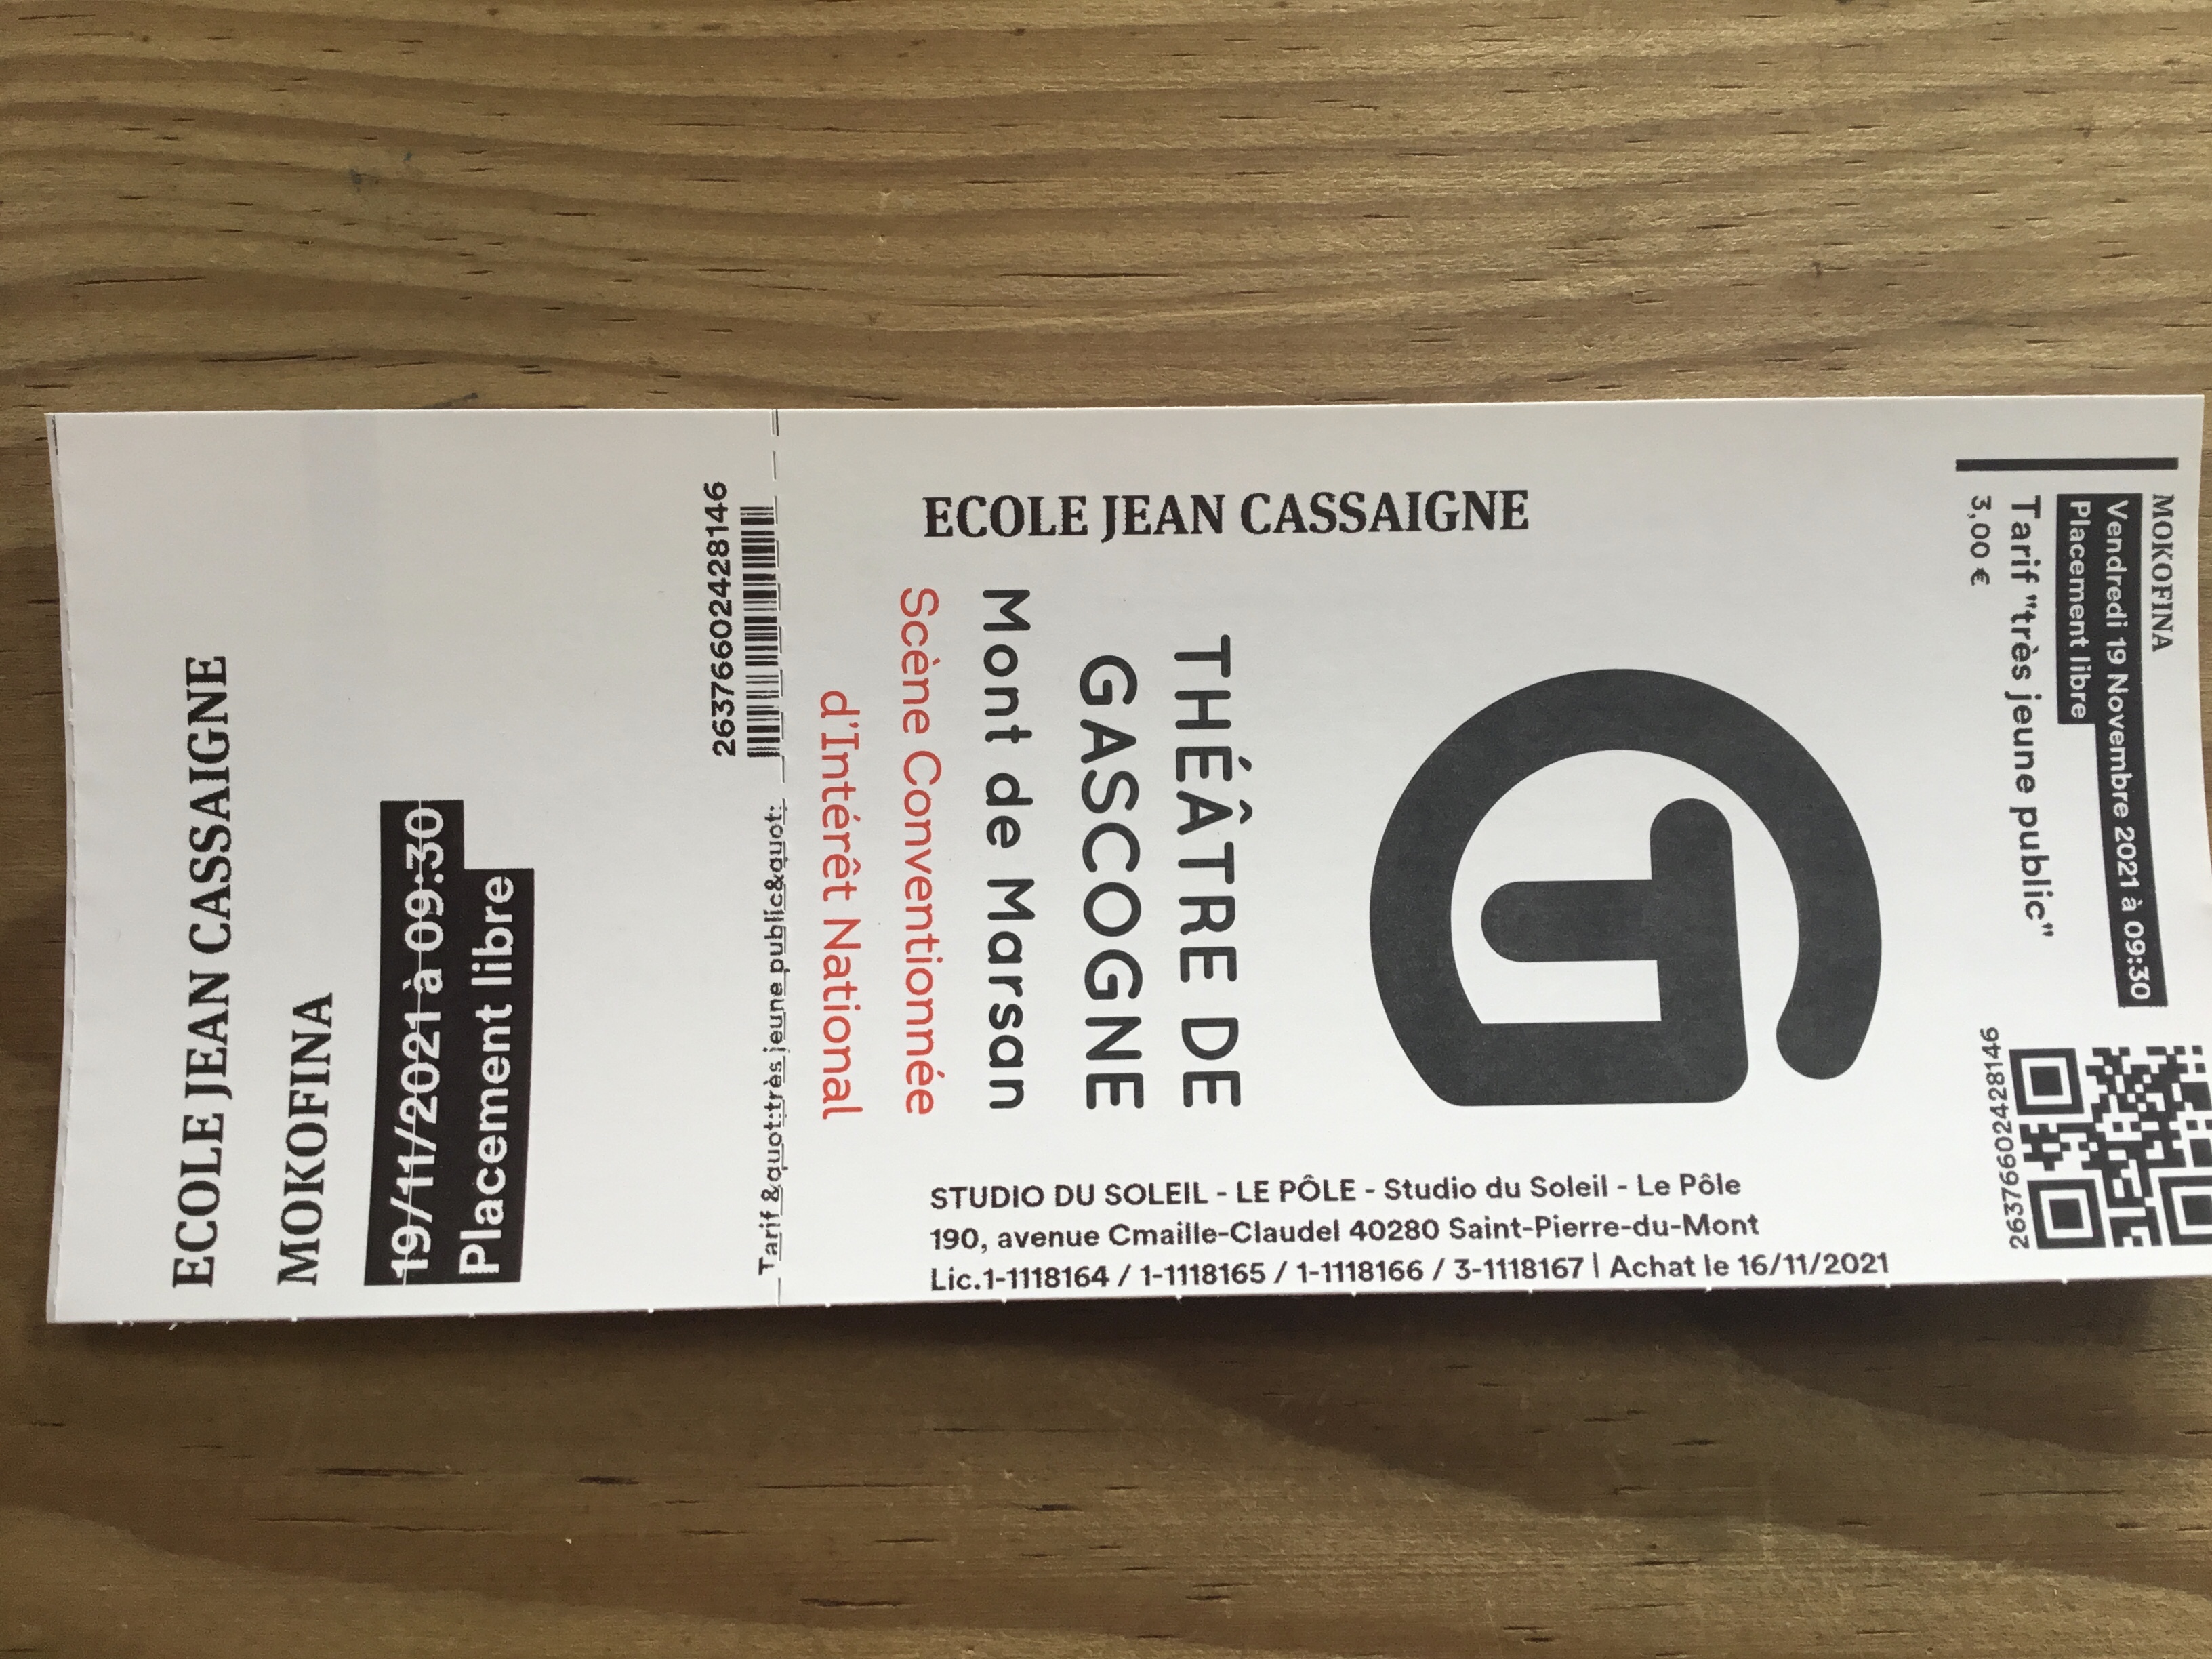 ECOLE JEAN CASSAIGNE
MOKOFINA
19/11/2021 à 09:30
Placement libre
26376602428146
Tarif &quot;très jeune public&quot;
ECOLE JEAN CASSAIGNE
THÉÂTRE DE
GASCOGNE
Mont de Marsan
Scène Conventionnée
d'Intérêt National
STUDIO DU SOLEIL - LE PÔLE - Studio du Soleil - Le Pôle
190, avenue Cmaille-Claudel 40280 Saint-Pierre-du-Mont
Lic.1-1118164 / 1-1118165 / 1-1118166 / 3-1118167 | Achat le 16/11/2021
MOKOFINA
Vendredi 19 Novembre 2021 à 09:30
Placement libre
Tarif "très jeune public"
3,00 €
26376602428146